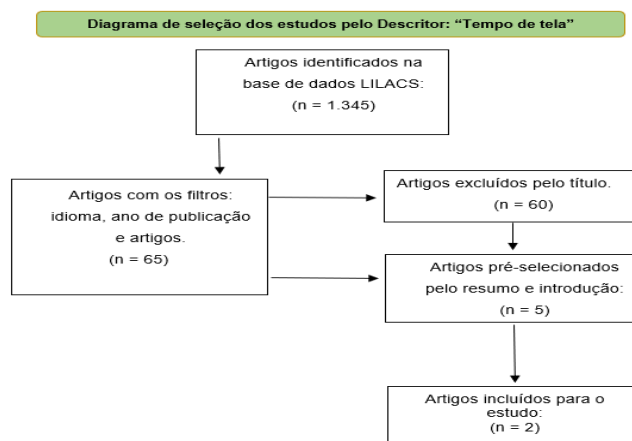 Diagrama de seleção dos estudos pelo Descritor: “Tempo de tela”
Artigos identificados na
base de dados LILACS:
(n = 1.345)
Artigos com os filtros:
idioma, ano de publicação
e artigos.
(n = 65)
Artigos excluídos pelo título.
(n = 60)
Artigos pré-selecionados
pelo resumo e introdução:
(n = 5)
Artigos incluídos para o
estudo:
(n = 2)